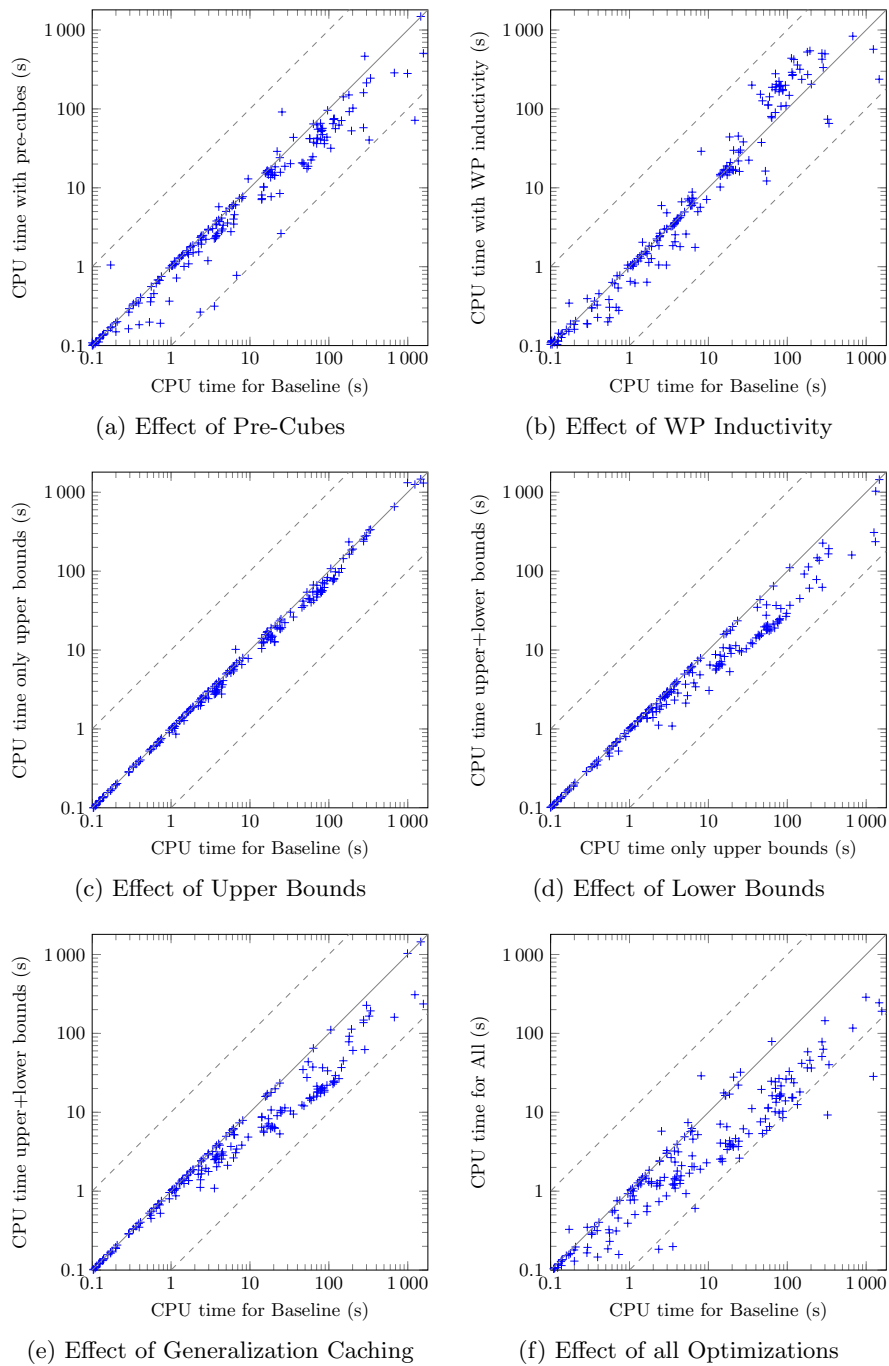 1 000
100
10
1
0.1
CPU time with pre-cubes (s)
0.1 1 10 100 1 000
CPU time for Baseline (s)
(a) Effect of Pre-Cubes
1 000
100
10
1
0.1
CPU time with WP inductivity (s)
0.1 1 10 100 1 000
CPU time for Baseline (s)
(b) Effect of WP Inductivity
1 000
100
10
1
0.1
CPU time only upper bounds (s)
0.1 1 10 100 1 000
CPU time for Baseline (s)
(c) Effect of Upper Bounds
1 000
100
10
1
0.1
CPU time upper+lower bounds (s)
0.1 1 10 100 1 000
CPU time only upper bounds (s)
(d) Effect of Lower Bounds
1 000
100
10
1
0.1
CPU time upper+lower bounds (s)
0.1 1 10 100 1 000
CPU time for Baseline (s)
(e) Effect of Generalization Caching
1 000
100
10
1
0.1
CPU time for All (s)
0.1 1 10 100 1 000
CPU time for Baseline (s)
(f) Effect of all Optimizations